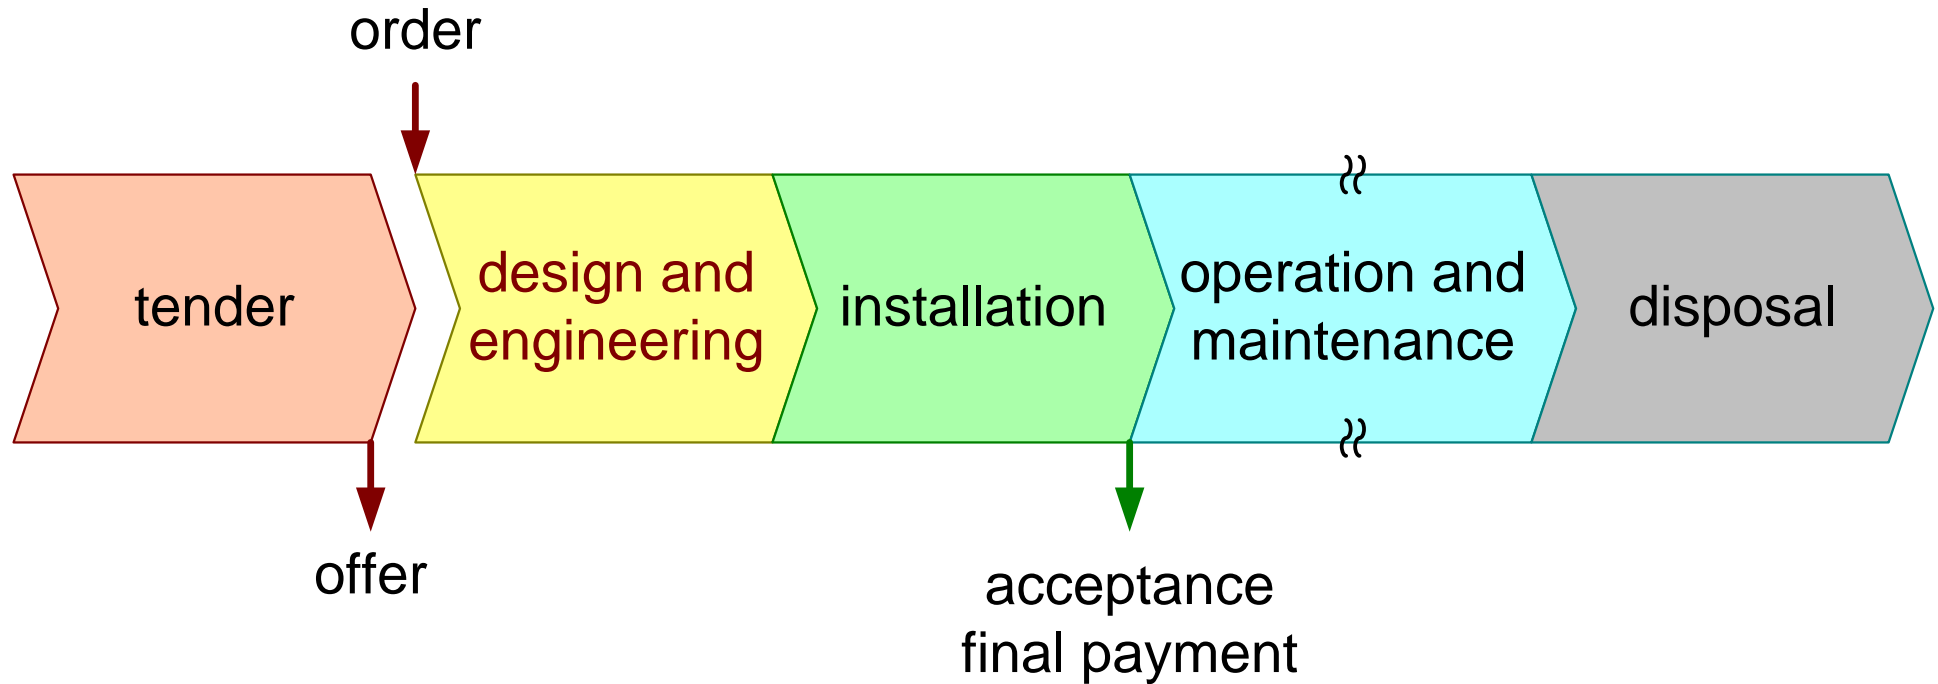 order
tender
design and
engineering
installation
operation and
maintenance
disposal
offer
acceptance
final payment